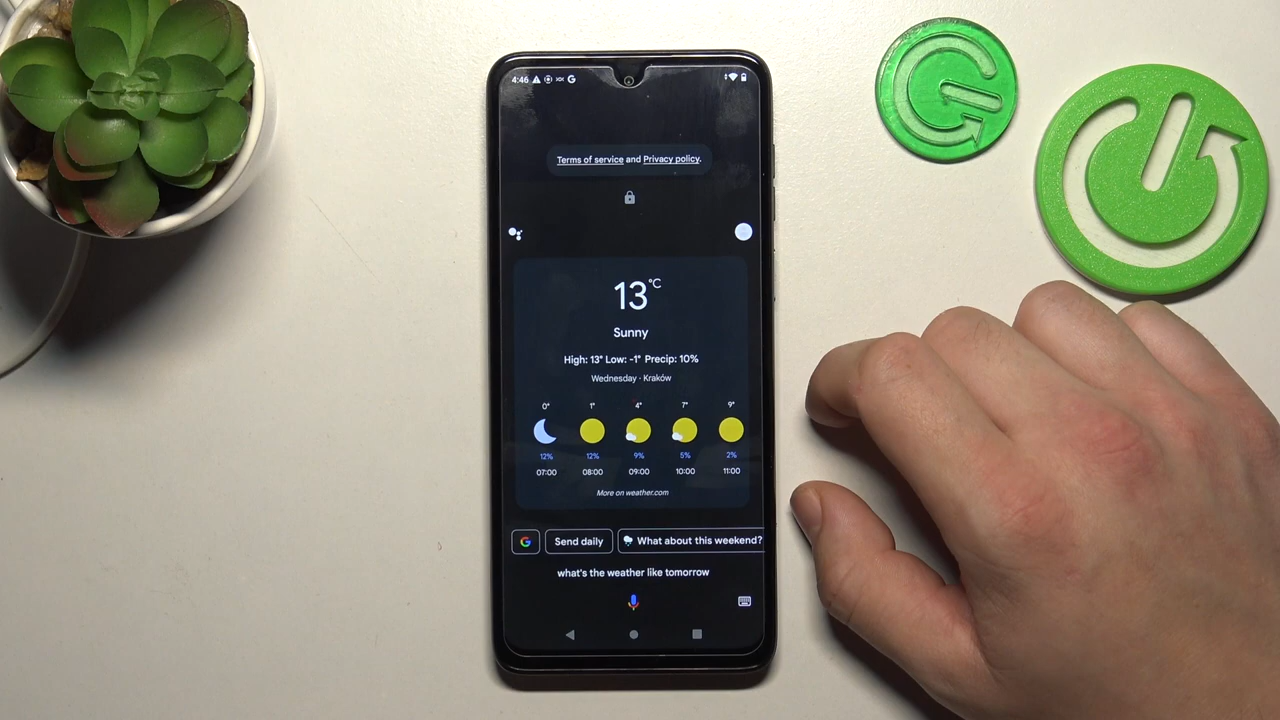 4:46
Terms of service and Privacy policy.
13°C
Sunny
High: 13° Low: -1° Precip: 10%
Wednesday · Kraków
0° 1° 4° 7° 9°
12% 12% 9% 5% 2%
07:00 08:00 09:00 10:00 11:00
More on weather.com
Send daily What about this weekend?
what's the weather like tomorrow